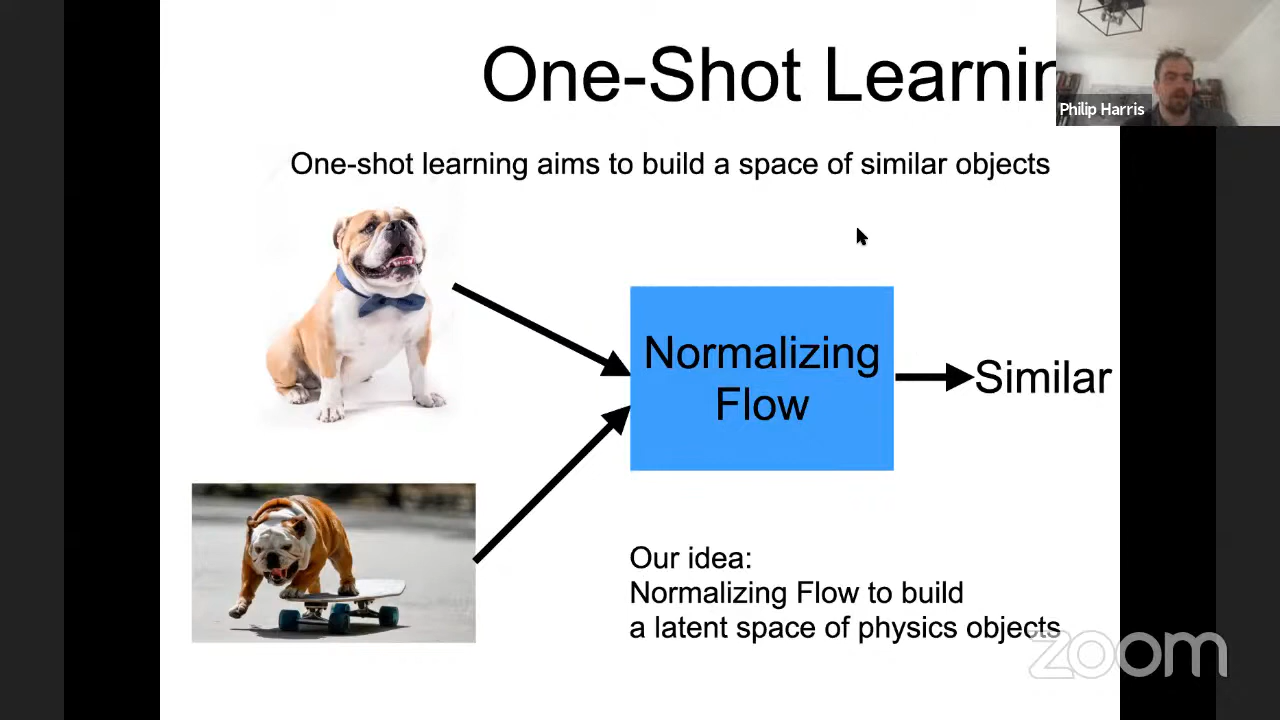 One-Shot Learnin
Philip Harris
One-shot learning aims to build a space of similar objects
Normalizing
Flow
Similar
Our idea:
Normalizing Flow to build
a latent space of physics objects
zoom